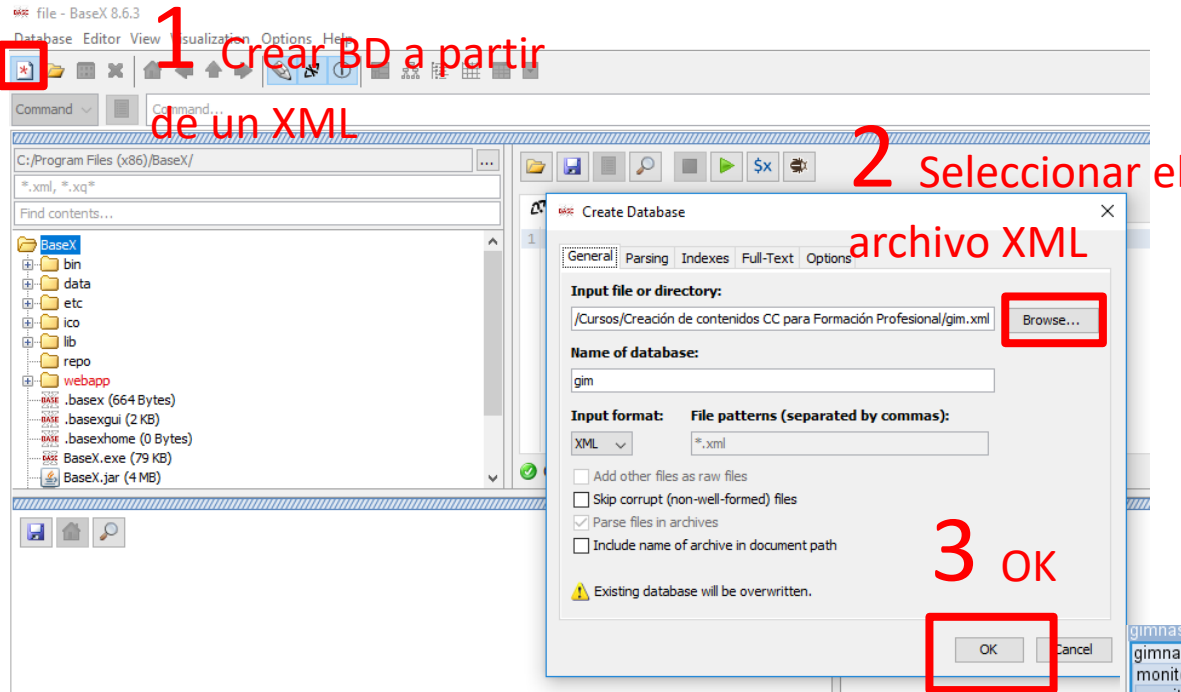 file - BaseX 8.6.3
Database Editor View Visualization Options Help
1 Crear BD a partir
de un XML
Command
Command...
C:/Program Files (x86)/BaseX/
...
*.xml, *.xq*
Find contents...
BaseX
bin
data
etc
ico
lib
repo
webapp
.basex (664 Bytes)
.basexgui (2 KB)
.basexhome (0 Bytes)
BaseX.exe (79 KB)
BaseX.jar (4 MB)
$x
1
2 Seleccionar el
archivo XML
Create Database
General Parsing Indexes Full-Text Options
Input file or directory:
/Cursos/Creación de contenidos CC para Formación Profesional/gim.xml
Browse...
Name of database:
gim
Input format: File patterns (separated by commas):
XML *.xml
Add other files as raw files
Skip corrupt (non-well-formed) files
Parse files in archives
Include name of archive in document path
Existing database will be overwritten.
3 OK
OK Cancel